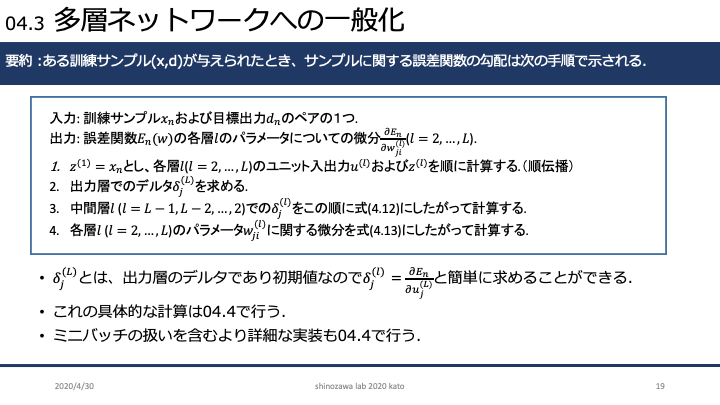 04.3 多層ネットワークへの一般化
要約 :ある訓練サンプル(x,d)が与えられたとき、サンプルに関する誤差関数の勾配は次の手順で示される．
入力: 訓練サンプル$x_n$および目標出力$d_n$のペアの1つ.
出力: 誤差関数$E_n(w)$の各層$l$のパラメータについての微分$\frac{\partial E_n}{\partial w_{ji}^{(l)}}$($l = 2, \ldots, L$).
1. $z^{(1)} = x_n$とし、各層$l$($l = 2, \ldots, L$)のユニット入出力$u^{(l)}$および$z^{(l)}$を順に計算する.（順伝播）
2. 出力層でのデルタ$\delta_j^{(L)}$を求める.
3. 中間層$l$ ($l = L - 1, L - 2, \ldots, 2$)での$\delta_j^{(l)}$をこの順に式(4.12)にしたがって計算する.
4. 各層$l$ ($l = 2, \ldots, L$)のパラメータ$w_{ji}^{(l)}$に関する微分を式(4.13)にしたがって計算する.
• $\delta_j^{(L)}$とは、出力層のデルタであり初期値なので$\delta_j^{(l)} = \frac{\partial E_n}{\partial u_j^{(L)}}$と簡単に求めることができる．
• これの具体的な計算は04.4で行う．
• ミニバッチの扱いを含むより詳細な実装も04.4で行う．
2020/4/30
shinozawa lab 2020 kato
19